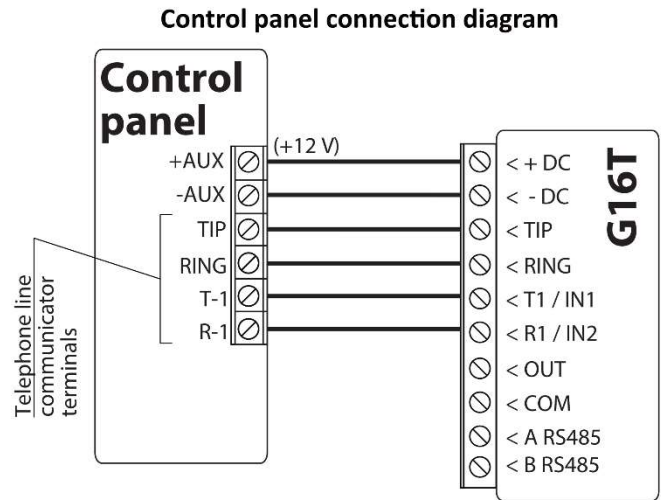 Control panel connection diagram
Control
panel
+AUX
-AUX
TIP
RING
T-1
R-1
(+12 V)
Telephone line
communicator
terminals
G16T
< + DC
< - DC
< TIP
< RING
< T1 / IN1
< R1 / IN2
< OUT
< COM
< A RS485
< B RS485